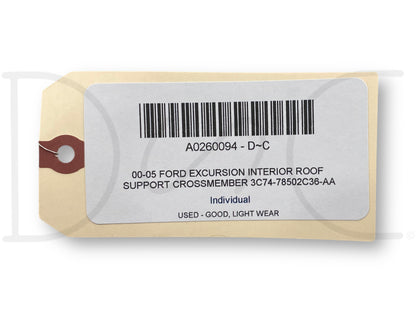 A0260094 - D~C
00-05 FORD EXCURSION INTERIOR ROOF
SUPPORT CROSSMEMBER 3C74-78502C36-AA
Individual
USED - GOOD, LIGHT WEAR